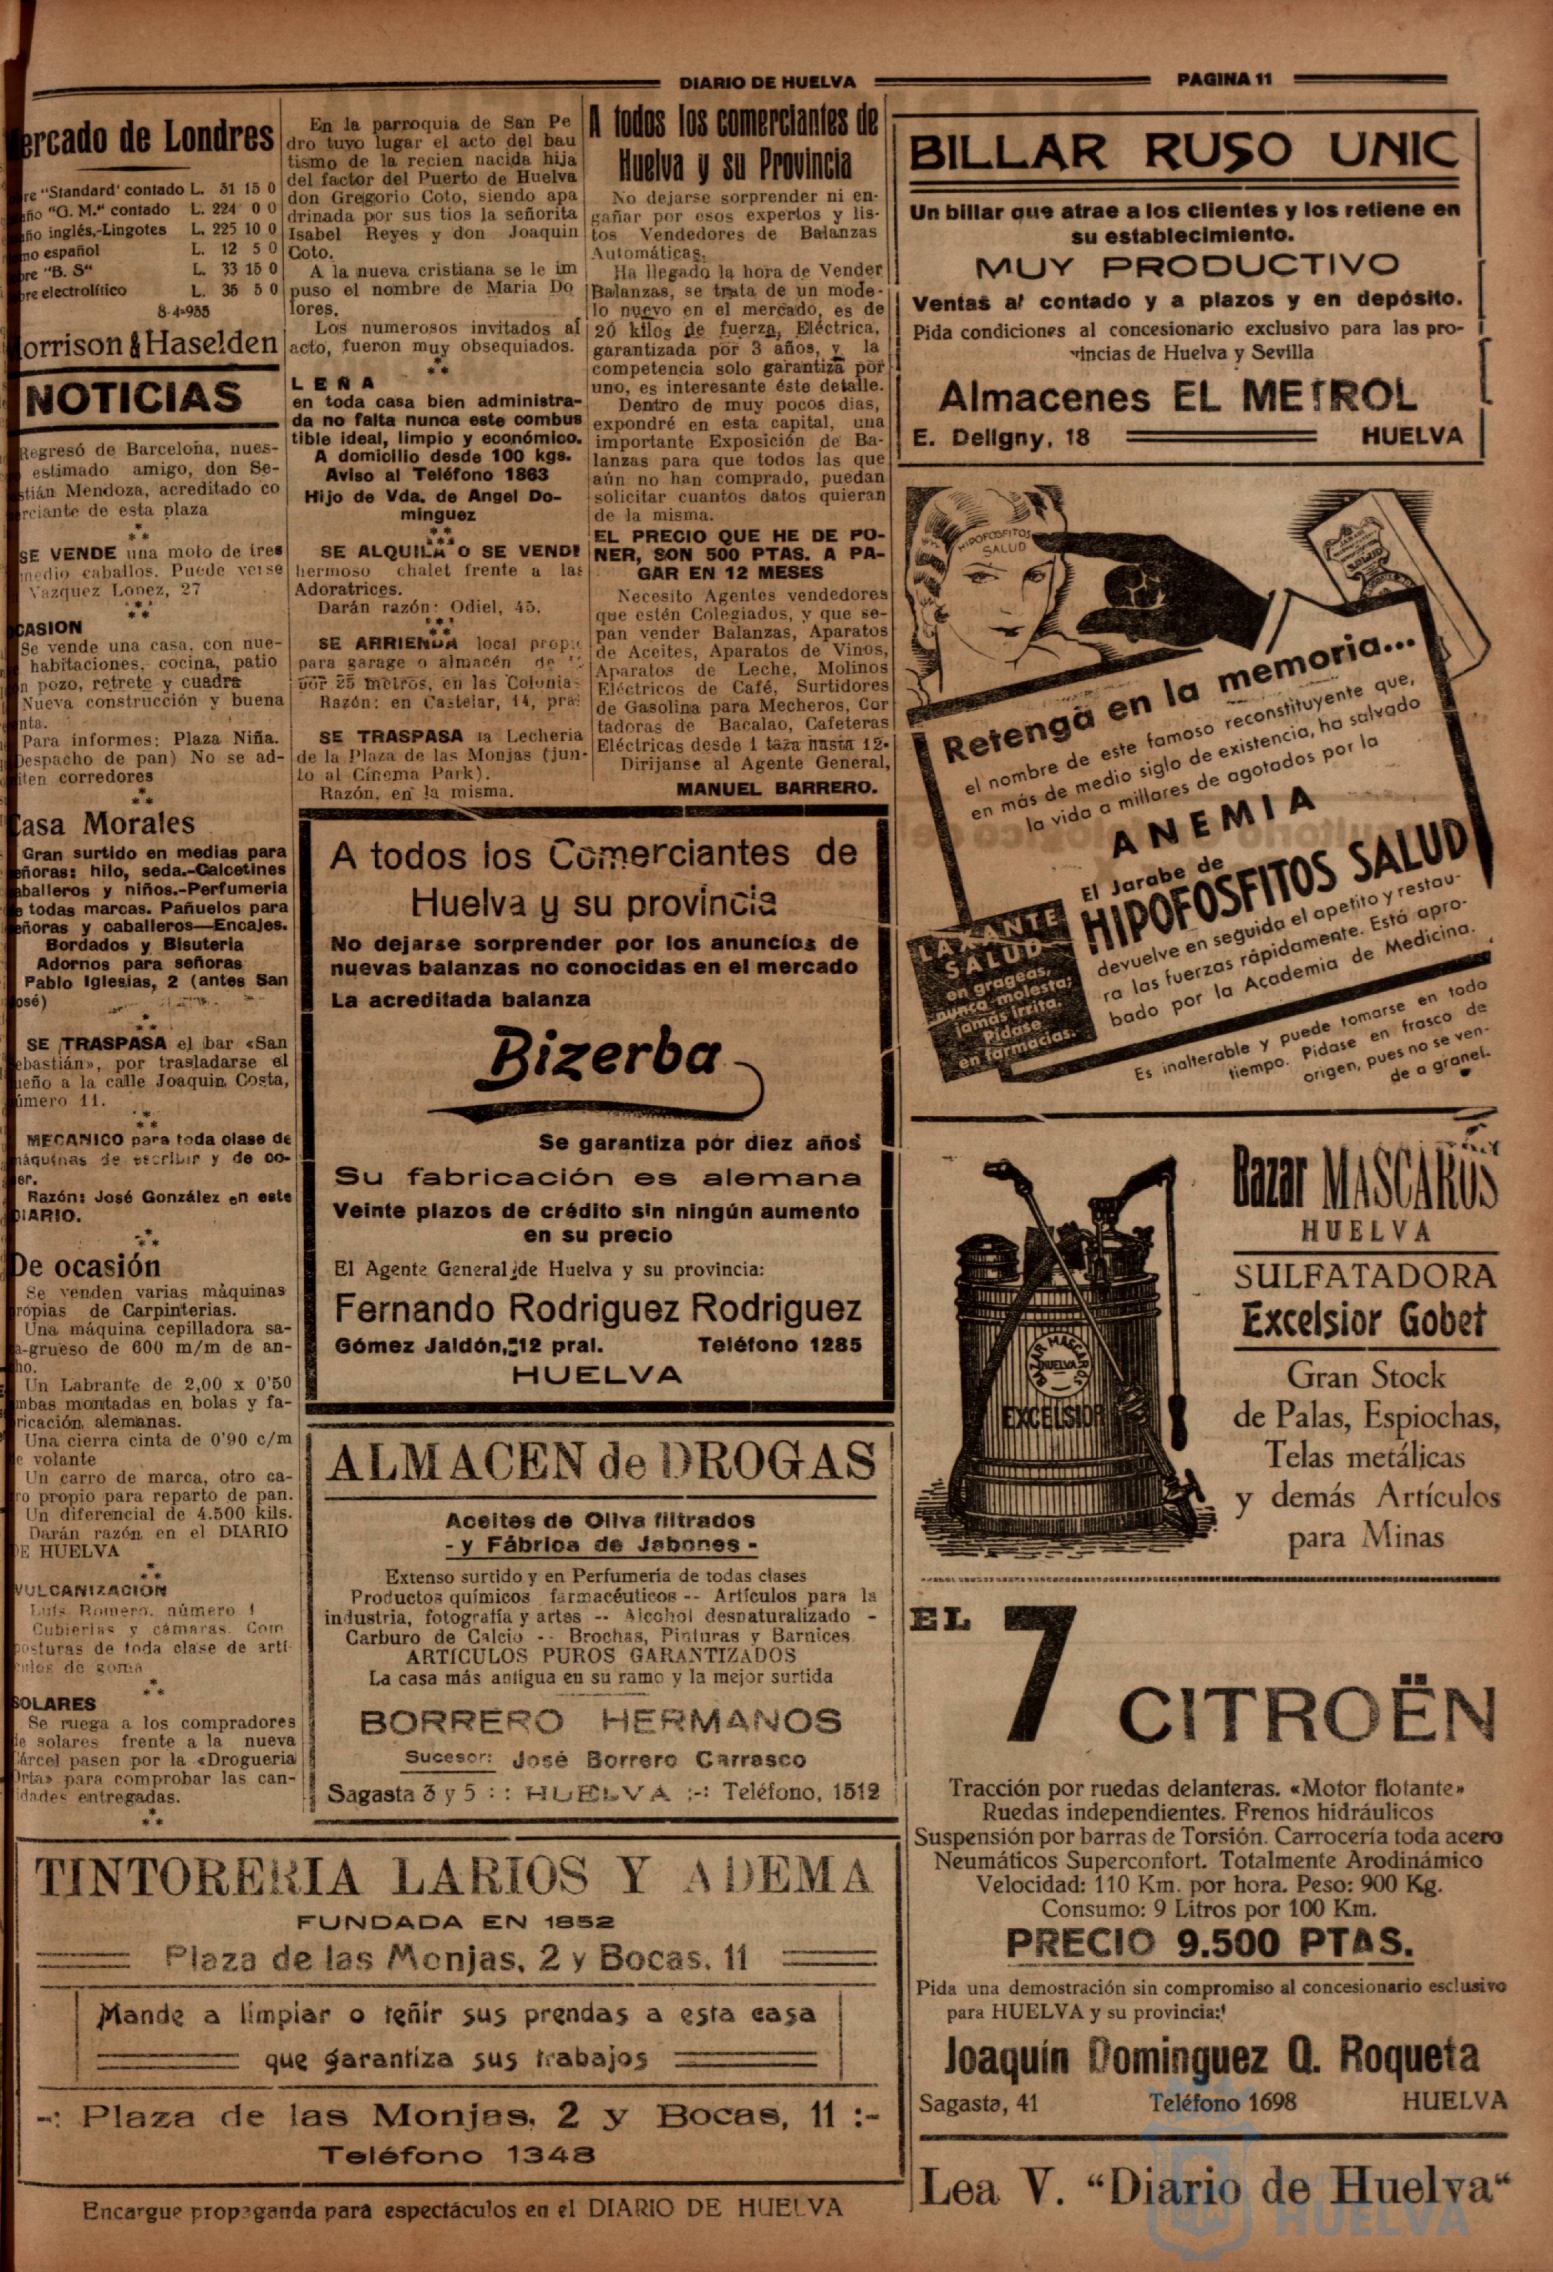 DIARIO DE HUELVA
PAGINA 11
ercado de Londres
re "Standard' contado L. 31 15 0
año "G. M." contado L. 224 0 0
año inglés,-Lingotes L. 225 10 0
mo español L. 12 5 0
bre "B. S" L. 33 15 0
bre electrolítico L. 35 5 0
8-4-935
orrison & Haselden
NOTICIAS
Regresó de Barcelona, nues-
estimado amigo, don Se-
stián Mendoza, acreditado co
erciante de esta plaza
SE VENDE una moto de tres
medio caballos. Puede verse
Vazquez Lopez, 27
CASION
Se vende una casa, con nue-
habitaciones, cocina, patio
n pozo, retrete y cuadra
Nueva construcción y buena
nta.
Para informes: Plaza Niña.
Despacho de pan) No se ad-
iten corredores
Casa Morales
Gran surtido en medias para
eñoras: hilo, seda.-Calcetines
aballeros y niños.-Perfumeria
e todas marcas. Pañuelos para
eñoras y caballeros—Encajes.
Bordados y Bisuteria
Adornos para señoras
Pablo Iglesias, 2 (antes San
osé)
SE TRASPASA el bar «San
ebastián», por trasladarse el
ueño a la calle Joaquin Costa,
úmero 11.
MECANICO para toda clase de
máquinas de escribir y de co-
er.
Razón: José González en este
DIARIO.
De ocasión
Se venden varias máquinas
ropias de Carpinterias.
Una máquina cepilladora sa-
a-grueso de 600 m/m de an-
ho.
Un Labrante de 2,00 x 0'50
mbas montadas en bolas y fa-
ricación alemanas.
Una cierra cinta de 0'90 c/m
e volante
Un carro de marca, otro ca-
ro propio para reparto de pan.
Un diferencial de 4.500 kils.
Darán razón en el DIARIO
DE HUELVA
VULCANIZACION
Luis Romero, número 1
Cubiertas y cámaras. Com
posturas de toda clase de artí-
culos de goma
SOLARES
Se ruega a los compradores
de solares frente a la nueva
Cárcel pasen por la «Drogueria
Orta» para comprobar las can-
idades entregadas.
En la parroquia de San Pe
dro tuyo lugar el acto del bau
tismo de la recien nacida hija
del factor del Puerto de Huelva
don Gregorio Coto, siendo apa
drinada por sus tios la señorita
Isabel Reyes y don Joaquin
Coto.
A la nueva cristiana se le im
puso el nombre de Maria Do
lores.
Los numerosos invitados al
acto, fueron muy obsequiados.
LEÑA
en toda casa bien administra-
da no falta nunca este combus
tible ideal, limpio y económico.
A domicilio desde 100 kgs.
Aviso al Teléfono 1863
Hijo de Vda. de Angel Do-
minguez
SE ALQUILA O SE VENDE
hermoso chalet frente a las
Adoratrices.
Darán razón: Odiel, 45.
SE ARRIENDA local propio
para garage o almacén de
por 25 metros, en las Colonias
Razón: en Castelar, 14, pral
SE TRASPASA la Lecheria
de la Plaza de las Monjas (jun-
to al Cinema Park).
Razón, en la misma.
A todos los comerciantes de
Huelva y su Provincia
No dejarse sorprender ni en-
gañar por esos expertos y lis-
tos Vendedores de Balanzas
Automáticas.
Ha llegado la hora de Vender
Balanzas, se trata de un mode-
lo nuevo en el mercado, es de
20 kilos de fuerza, Eléctrica,
garantizada por 3 años, y la
competencia solo garantiza por
uno, es interesante éste detalle.
Dentro de muy pocos dias,
expondré en esta capital, una
importante Exposición de Ba-
lanzas para que todos las que
aún no han comprado, puedan
solicitar cuantos datos quieran
de la misma.
EL PRECIO QUE HE DE PO-
NER, SON 500 PTAS. A PA-
GAR EN 12 MESES
Necesito Agentes vendedores
que estén Colegiados, y que se-
pan vender Balanzas, Aparatos
de Aceites, Aparatos de Vinos,
Aparatos de Leche, Molinos
Eléctricos de Café, Surtidores
de Gasolina para Mecheros, Cor
tadoras de Bacalao, Cafeteras
Eléctricas desde 1 taza hasta 12.
Dirijanse al Agente General,
MANUEL BARRERO.
A todos los Comerciantes de
Huelva y su provincia
No dejarse sorprender por los anuncios de
nuevas balanzas no conocidas en el mercado
La acreditada balanza
Bizerba
Se garantiza por diez años
Su fabricación es alemana
Veinte plazos de crédito sin ningún aumento
en su precio
El Agente General de Huelva y su provincia:
Fernando Rodriguez Rodriguez
Gómez Jaldón, 12 pral. Teléfono 1285
HUELVA
ALMACEN de DROGAS
Aceites de Oliva filtrados
- y Fábrica de Jabones -
Extenso surtido y en Perfumería de todas clases
Productos químicos farmacéuticos -- Artículos para la
industria, fotografía y artes -- Alcohol desnaturalizado -
Carburo de Calcio -- Brochas, Pinturas y Barnices
ARTICULOS PUROS GARANTIZADOS
La casa más antigua en su ramo y la mejor surtida
BORRERO HERMANOS
Sucesor: José Borrero Carrasco
Sagasta 3 y 5 :: HUELVA :-: Teléfono, 1512
TINTORERIA LARIOS Y ADEMA
FUNDADA EN 1852
Plaza de las Monjas, 2 y Bocas, 11
Mande a limpiar o teñir sus prendas a esta casa
que garantiza sus trabajos
-: Plaza de las Monjas, 2 y Bocas, 11 :-
Teléfono 1348
Encargue propaganda para espectáculos en el DIARIO DE HUELVA
BILLAR RUSO UNIC
Un billar que atrae a los clientes y los retiene en
su establecimiento.
MUY PRODUCTIVO
Ventas al contado y a plazos y en depósito.
Pida condiciones al concesionario exclusivo para las pro-
vincias de Huelva y Sevilla
Almacenes EL METROL
E. Deligny, 18 HUELVA
HIPOFOSFITOS
SALUD
Retenga en la memoria...
el nombre de este famoso reconstituyente que,
en más de medio siglo de existencia, ha salvado
la vida a millares de agotados por la
ANEMIA
El Jarabe de
HIPOFOSFITOS SALUD
devuelve en seguida el apetito y restau-
ra las fuerzas rápidamente. Está apro-
bado por la Academia de Medicina.
LAXANTE
SALUD
en grageas,
nunca molesta;
jamás irrita.
Pídase
en farmacias.
Es inalterable y puede tomarse en todo
tiempo. Pídase en frasco de
origen, pues no se ven-
de a granel.
Bazar MASCARÓS
HUELVA
SULFATADORA
Excelsior Gobet
BAZAR MASCAROS
HUELVA
EXCELSIOR
Gran Stock
de Palas, Espiochas,
Telas metálicas
y demás Artículos
para Minas
EL 7 CITROËN
Tracción por ruedas delanteras. «Motor flotante»
Ruedas independientes. Frenos hidráulicos
Suspensión por barras de Torsión. Carrocería toda acero
Neumáticos Superconfort. Totalmente Arodinámico
Velocidad: 110 Km. por hora. Peso: 900 Kg.
Consumo: 9 Litros por 100 Km.
PRECIO 9.500 PTAS.
Pida una demostración sin compromiso al concesionario esclusivo
para HUELVA y su provincia:
Joaquín Dominguez Q. Roqueta
Sagasta, 41 Teléfono 1698 HUELVA
Lea V. "Diario de Huelva"
HUELVA